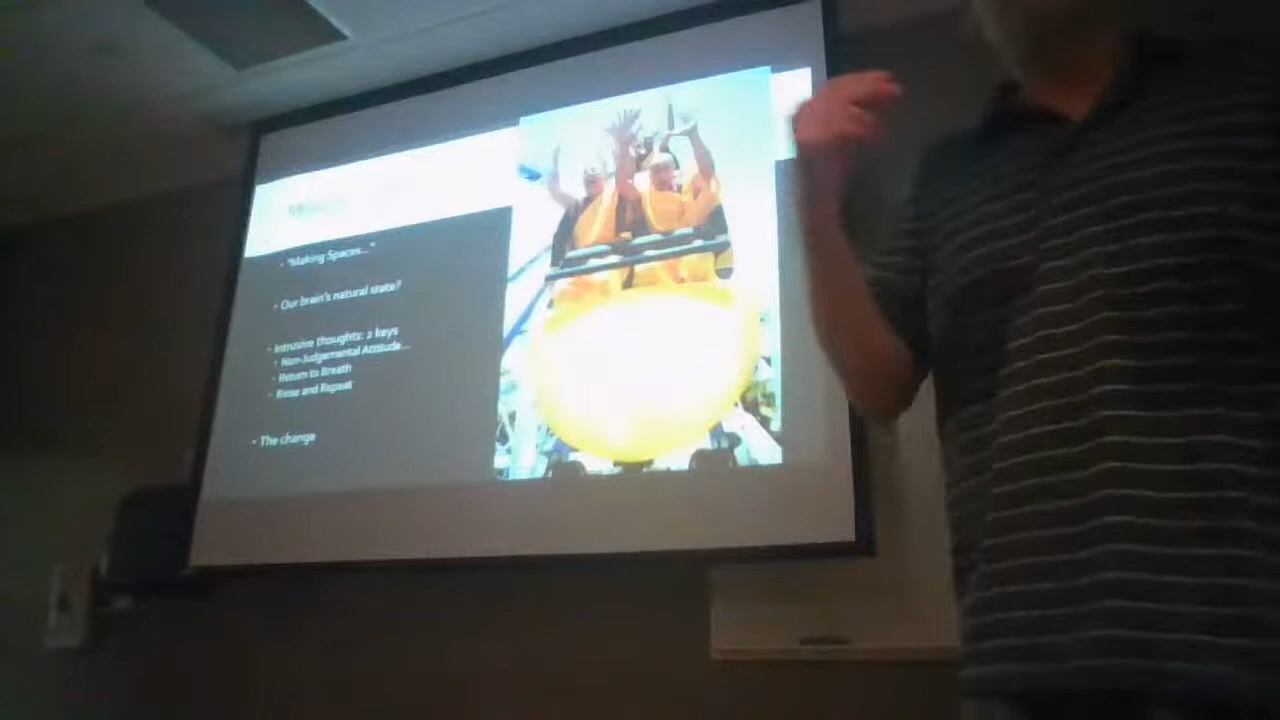 • "Making Spaces..."
• Our brain's natural state?
• Intrusive thoughts: 2 keys
• Non-Judgemental Attitude...
• Return to Breath
• Rinse and Repeat
• The change